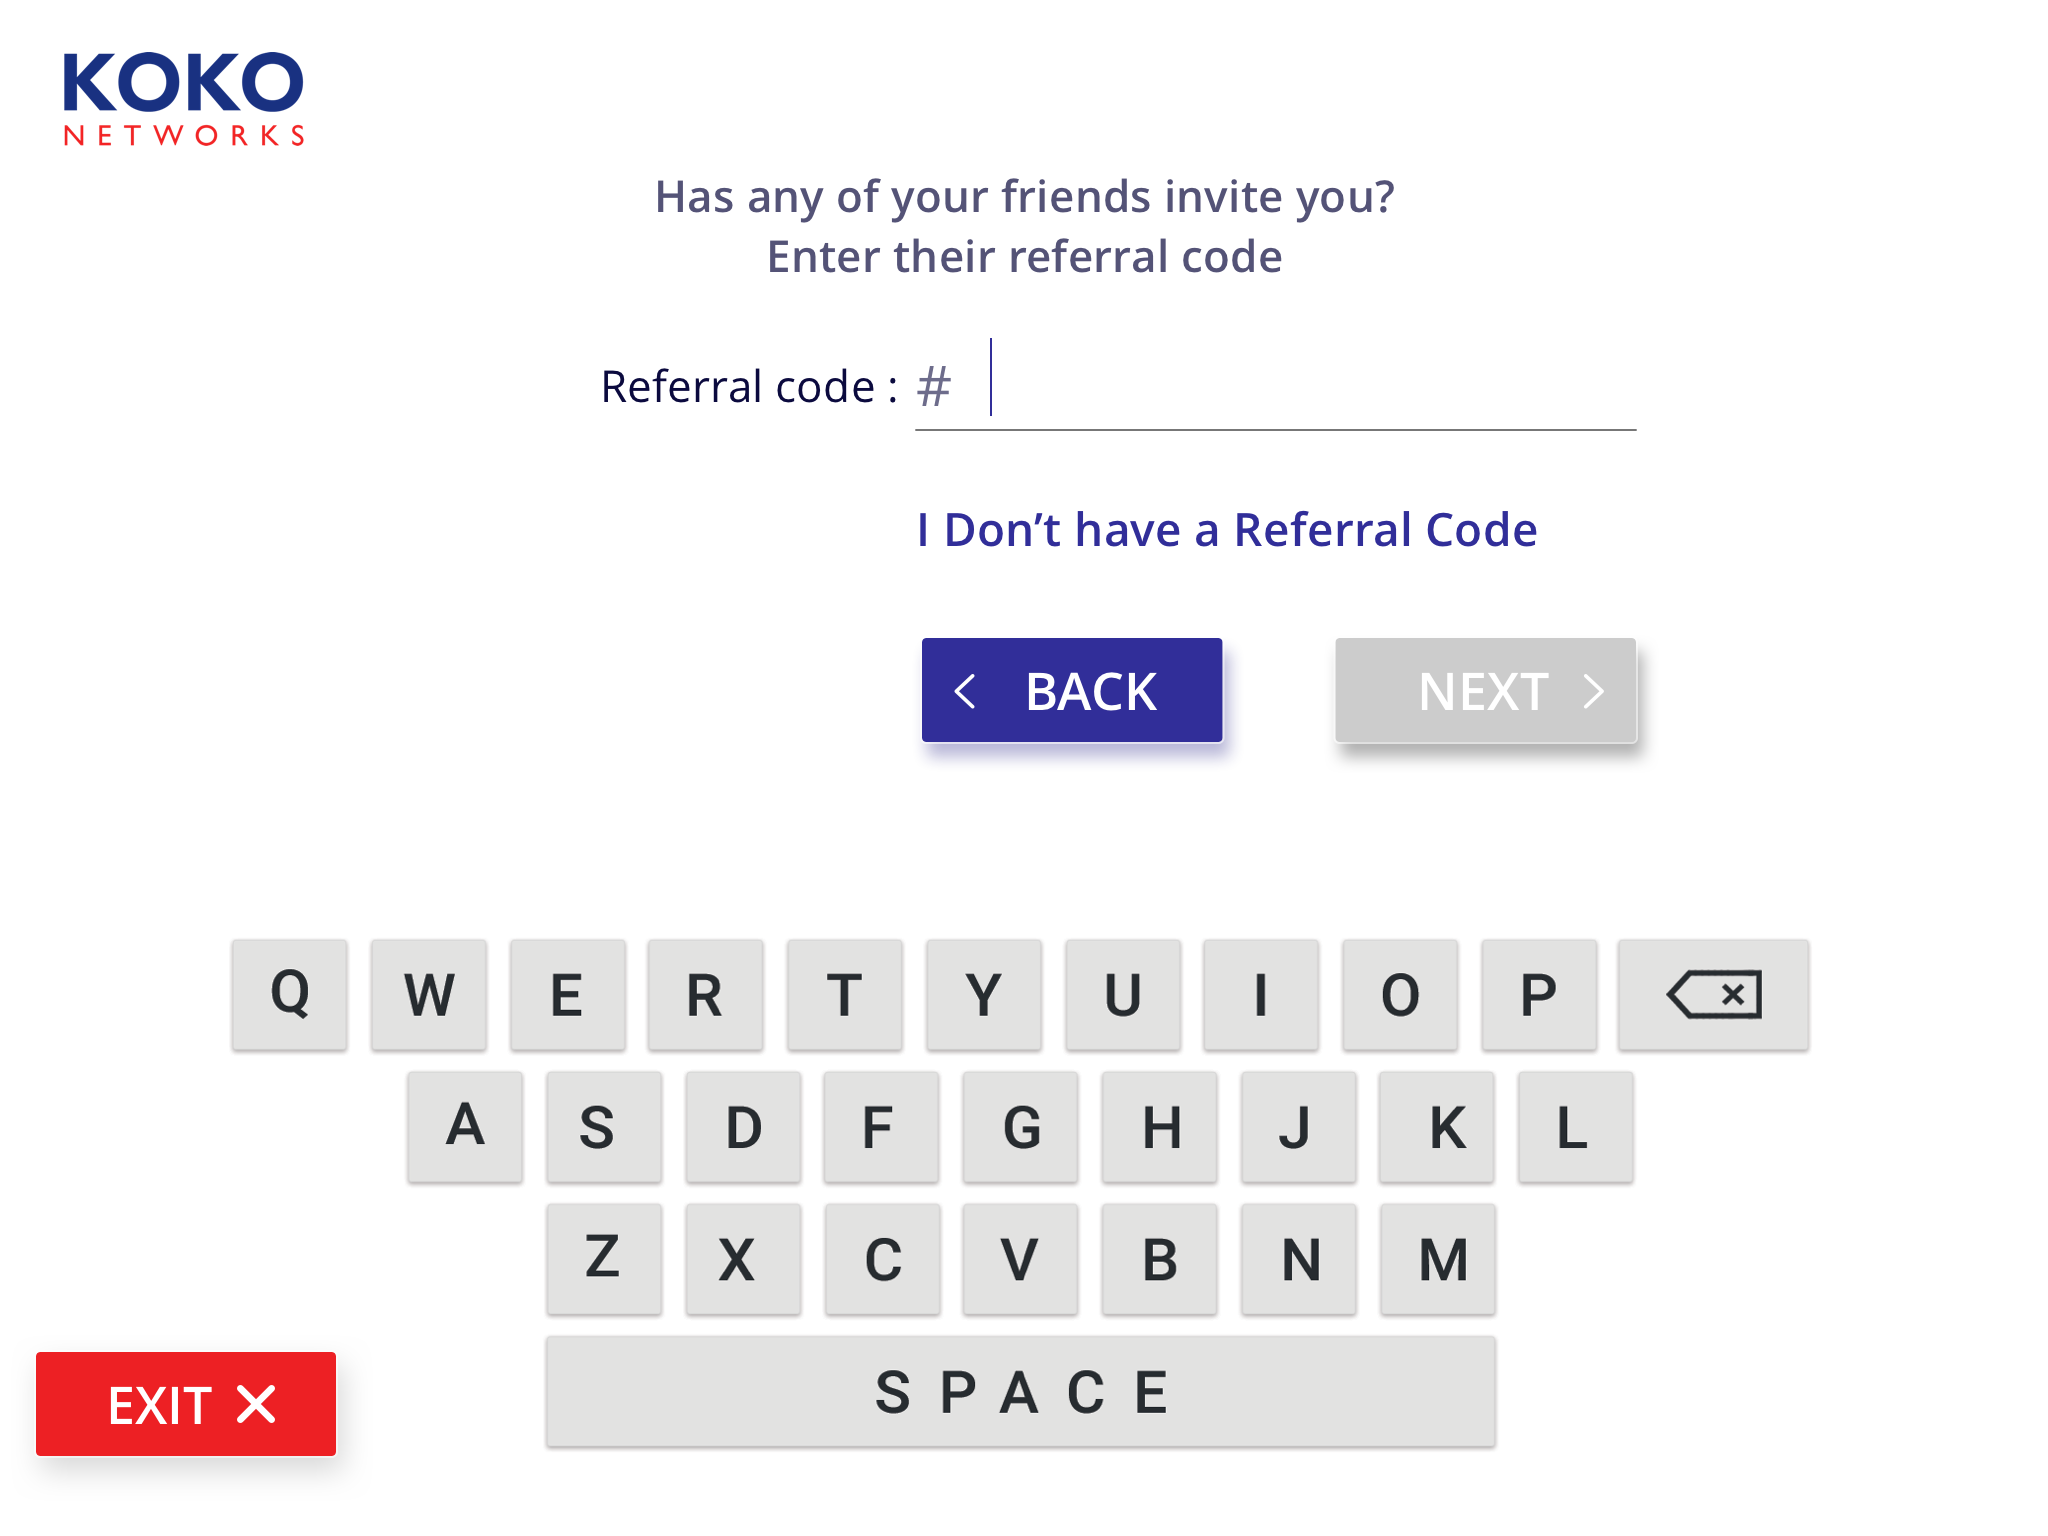 KOKO
NETWORKS
Has any of your friends invite you?
Enter their referral code
Referral code : #
I Don’t have a Referral Code
< BACK
NEXT >
Q W E R T Y U I O P
A S D F G H J K L
Z X C V B N M
SPACE
EXIT